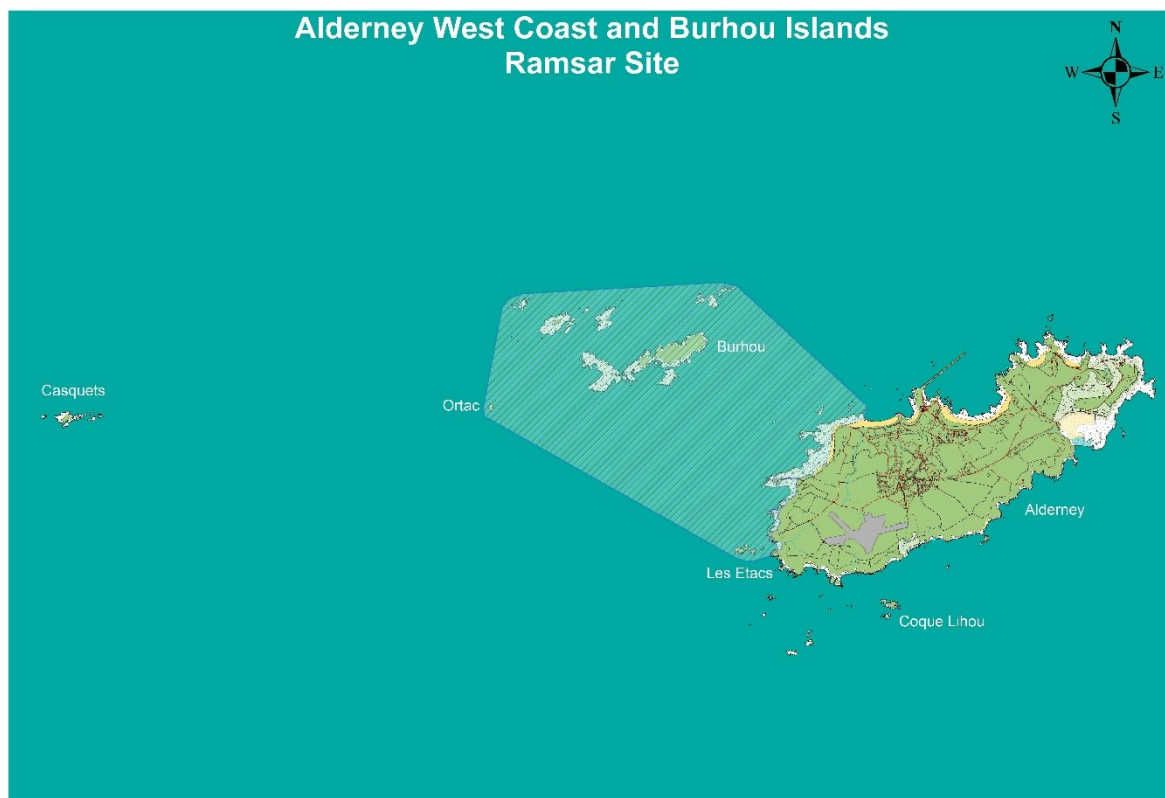 Alderney West Coast and Burhou Islands
Ramsar Site
N
W E
S
Burhou
Casquets
Ortac
Alderney
Les Etacs
Coque Lihou